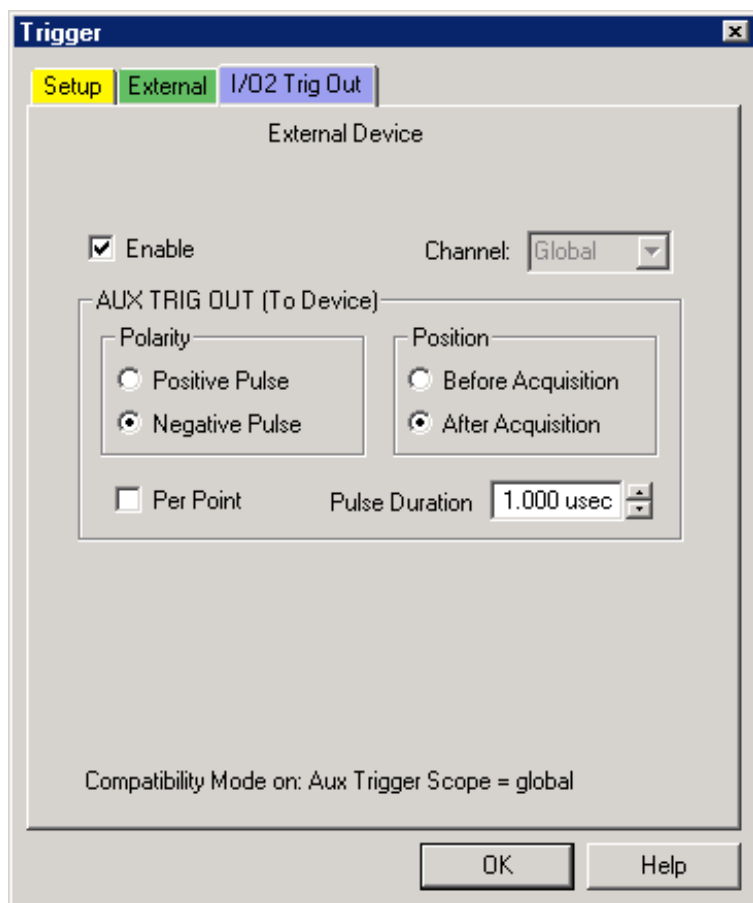 Trigger
Setup External I/O2 Trig Out
External Device
Enable Channel: Global
AUX TRIG OUT (To Device)
Polarity Position
Positive Pulse Before Acquisition
Negative Pulse After Acquisition
Per Point Pulse Duration 1.000 usec
Compatibility Mode on: Aux Trigger Scope = global
OK Help